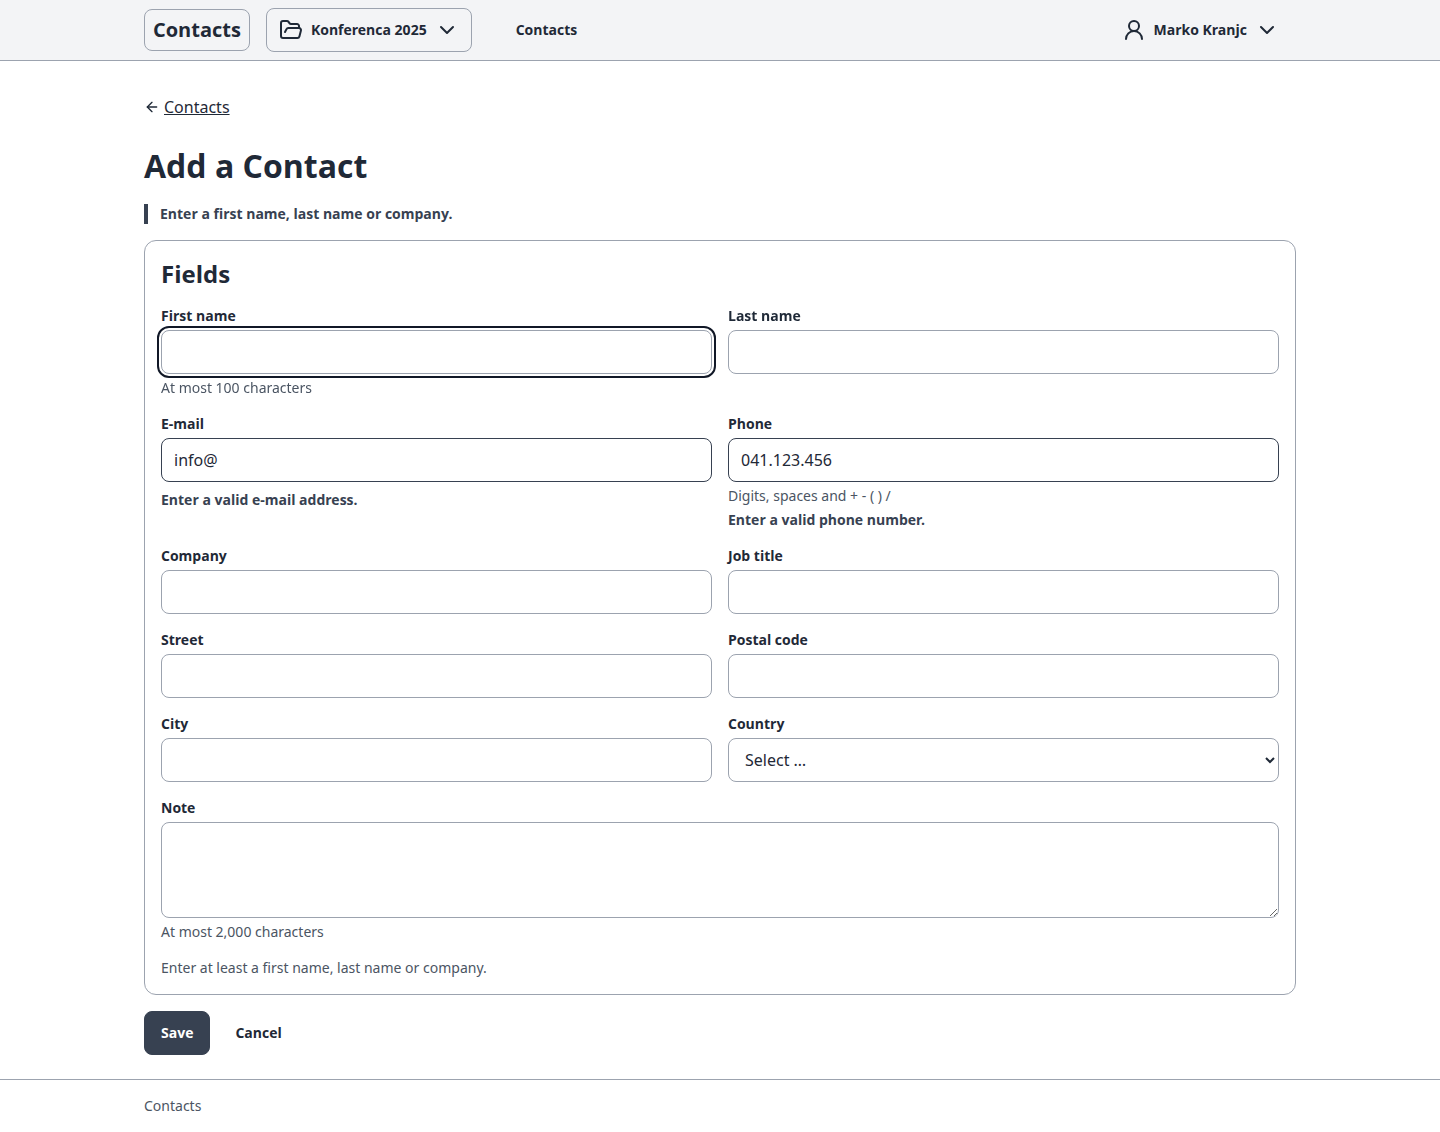 Contacts
Konferenca 2025
Contacts
Marko Kranjc
Contacts
Add a Contact
Enter a first name, last name or company.
Fields
First name
Last name
At most 100 characters
E-mail
Phone
info@
041.123.456
Enter a valid e-mail address.
Digits, spaces and + - ( ) /
Enter a valid phone number.
Company
Job title
Street
Postal code
City
Country
Select ...
Note
At most 2,000 characters
Enter at least a first name, last name or company.
Save
Cancel
Contacts